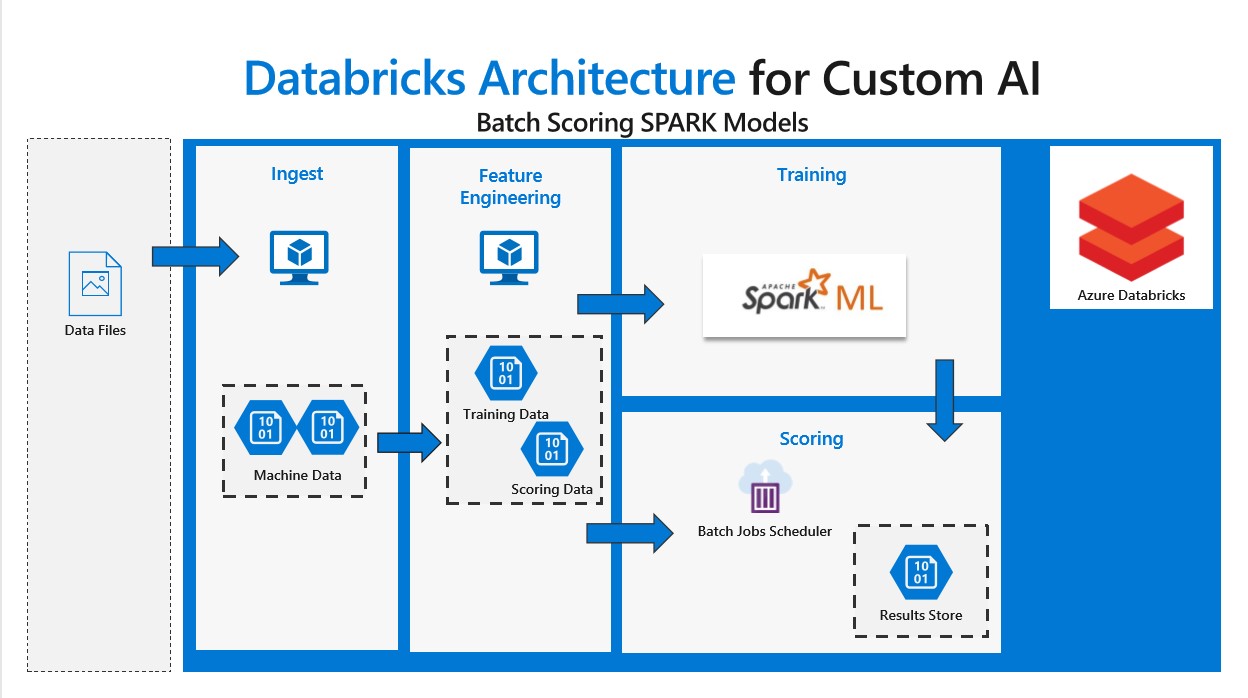 Databricks Architecture for Custom AI
Batch Scoring SPARK Models
Data Files
Ingest
10
01
10
01
Machine Data
Feature
Engineering
10
01
Training Data
10
01
Scoring Data
Training
APACHE
Spark ML
Scoring
Batch Jobs Scheduler
10
01
Results Store
Azure Databricks